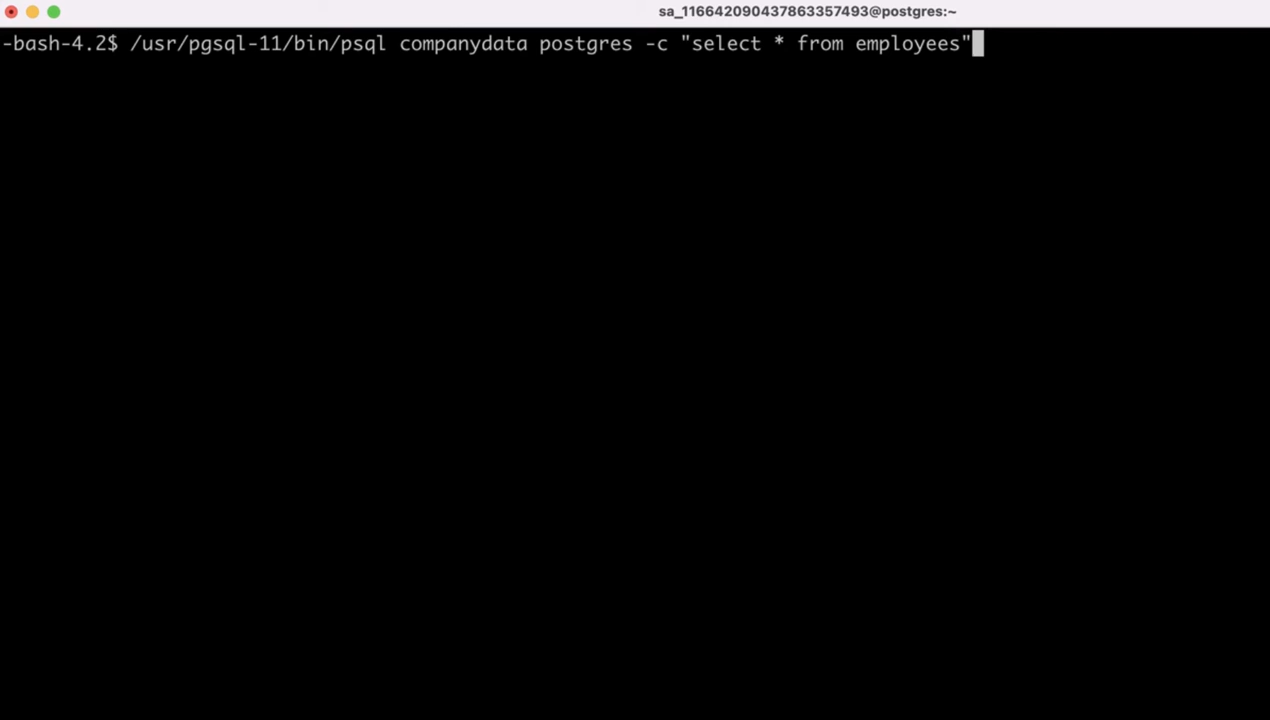 sa_116642090437863357493@postgres:~
-bash-4.2$ /usr/pgsql-11/bin/psql companydata postgres -c "select * from employees"